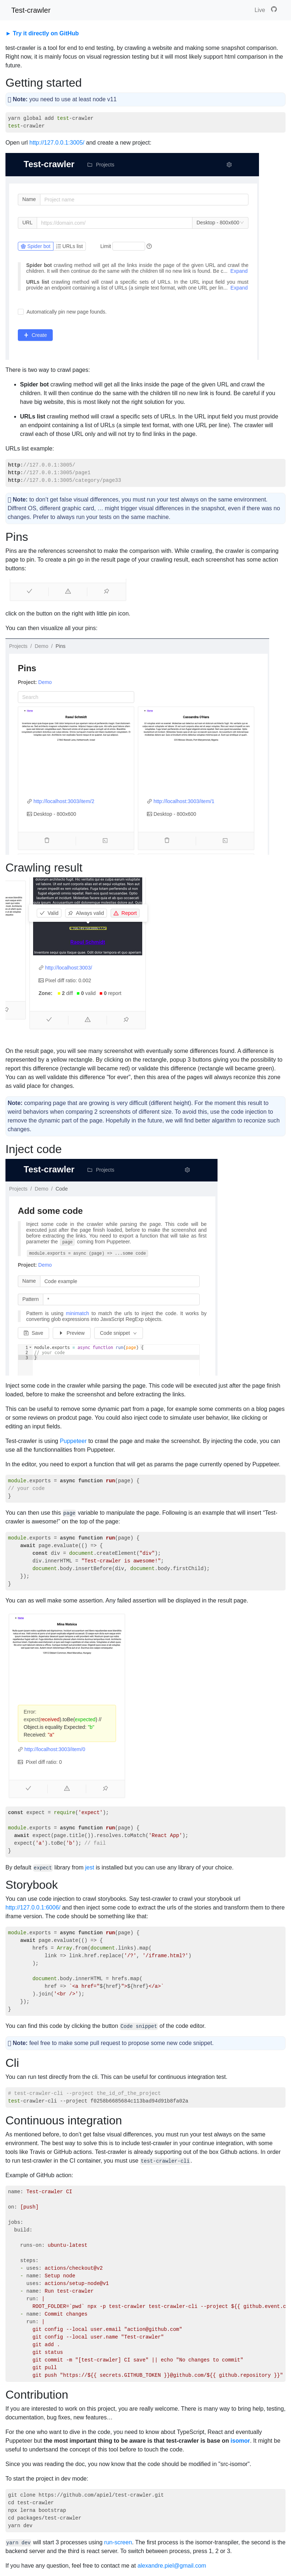 Test-crawler
Live
► Try it directly on GitHub
test-crawler is a tool for end to end testing, by crawling a website and making some snapshot comparison.
Right now, it is mainly focus on visual regression testing but it will most likely support html comparison in the
future.
Getting started
Note: you need to use at least node v11
yarn global add test-crawler
test-crawler
Open url http://127.0.0.1:3005/ and create a new project:
Test-crawler
Projects
Name
Project name
URL
https://domain.com/
Desktop - 800x600
Spider bot
URLs list
Limit
Spider bot crawling method will get all the links inside the page of the given URL and crawl the
children. It will then continue do the same with the children till no new link is found. Be c... Expand
URLs list crawling method will crawl a specific sets of URLs. In the URL input field you must
provide an endpoint containing a list of URLs (a simple text format, with one URL per lin... Expand
Automatically pin new page founds.
Create
There is two way to crawl pages:
Spider bot crawling method will get all the links inside the page of the given URL and crawl the
children. It will then continue do the same with the children till no new link is found. Be careful if you
have big website, this is most likely not the right solution for you.
URLs list crawling method will crawl a specific sets of URLs. In the URL input field you must provide
an endpoint containing a list of URLs (a simple text format, with one URL per line). The crawler will
crawl each of those URL only and will not try to find links in the page.
URLs list example:
http://127.0.0.1:3005/
http://127.0.0.1:3005/page1
http://127.0.0.1:3005/category/page33
Note: to don't get false visual differences, you must run your test always on the same environment.
Diffrent OS, different graphic card, ... might trigger visual differences in the snapshot, even if there was no
changes. Prefer to always run your tests on the same machine.
Pins
Pins are the references screenshot to make the comparison with. While crawling, the crawler is comparing
page to pin. To create a pin go in the result page of your crawling result, each screenshot has some action
buttons:
click on the button on the right with little pin icon.
You can then visualize all your pins:
Projects / Demo / Pins
Pins
Project: Demo
Search
http://localhost:3003/item/2
Desktop - 800x600
http://localhost:3003/item/1
Desktop - 800x600
Crawling result
Valid
Always valid
Report
http://localhost:3003/
Pixel diff ratio: 0.002
Zone: 2 diff 0 valid 0 report
On the result page, you will see many screenshot with eventually some differences found. A difference is
represented by a yellow rectangle. By clicking on the rectangle, popup 3 buttons showing give you the possibility to
report this difference (rectangle will became red) or validate this difference (rectangle will become green).
You can as well validate this difference "for ever", then the next time there will a difference again in the same zone
as valid place for changes.
Note: comparing page that are growing is very difficult (different height). For the moment this result to
weird behaviors when comparing 2 screenshots of different size. To avoid this, use the code injection to
remove the dynamic part of the page. Hopefully in the future, we will find better algorithm to reconize such
changes.
Inject code
Test-crawler
Projects
Projects / Demo / Code
Add some code
Inject some code in the crawler while parsing the page. This code will be
executed just after the page finish loaded, before to make the screenshot and
before extracting the links. You need to export a function that will take as first
parameter the page coming from Puppeteer.
module.exports = async (page) => ...some code
Project: Demo
Name
Code example
Pattern
*
Pattern is using minimatch to match the urls to inject the code. It works by
converting glob expressions into JavaScript RegExp objects.
Save
Preview
Code snippet
1 module.exports = async function run(page) {
2 // your code
3 }
Inject some code in the crawler while parsing the page. This code will be executed just after the page finish
loaded, before to make the screenshot and before extracting the links.
This can be useful to remove some dynamic part from a page, for example some comments on a blog pages
or some reviews on youtcut page. You could also inject code to simulate user behavior, like clicking or
editing an input fields.
Test-crawler is using Puppeteer to crawl the page and make the screenshot. By injecting the code, you can
use all the functionnalities from Puppeteer.
In the editor, you need to export a function that will get as params the page currently opened by Puppeteer.
module.exports = async function run(page) {
// your code
}
You can then use this page variable to manipulate the page. Following is an example that will insert "Test-
crawler is awesome!" on the top of the page:
module.exports = async function run(page) {
await page.evaluate(() => {
const div = document.createElement("div");
div.innerHTML = "Test-crawler is awesome!";
document.body.insertBefore(div, document.body.firstChild);
});
}
You can as well make some assertion. Any failed assertion will be displayed in the result page.
Error:
expect(received).toBe(expected) //
Object.is equality Expected: "b"
Received: "a"
http://localhost:3003/item/0
Pixel diff ratio: 0
const expect = require('expect');
module.exports = async function run(page) {
await expect(page.title()).resolves.toMatch('React App');
expect('a').toBe('b'); // fail
}
By default expect library from jest is installed but you can use any library of your choice.
Storybook
You can use code injection to crawl storybooks. Say test-crawler to crawl your storybook url
http://127.0.0.1:6006/ and then inject some code to extract the urls of the stories and transform them to there
iframe version. The code should be something like that:
module.exports = async function run(page) {
await page.evaluate(() => {
hrefs = Array.from(document.links).map(
link => link.href.replace('/?', '/iframe.html?')
);
document.body.innerHTML = hrefs.map(
href => `<a href="${href}">${href}</a>`
).join('<br />');
});
}
You can find this code by clicking the button Code snippet of the code editor.
Note: feel free to make some pull request to propose some new code snippet.
Cli
You can run test directly from the cli. This can be useful for continuous integration test.
# test-crawler-cli --project the_id_of_the_project
test-crawler-cli --project f0258b6685684c113bad94d91b8fa02a
Continuous integration
As mentioned before, to don't get false visual differences, you must run your test always on the same
environment. The best way to solve this is to include test-crawler in your continue integration, with some
tools like Travis or GitHub actions. Test-crawler is already supporting out of the box Github actions. In order
to run test-crawler in the CI container, you must use test-crawler-cli.
Example of GitHub action:
name: Test-crawler CI
on: [push]
jobs:
build:
runs-on: ubuntu-latest
steps:
- uses: actions/checkout@v2
- name: Setup node
uses: actions/setup-node@v1
- name: Run test-crawler
run: |
ROOT_FOLDER=`pwd` npx -p test-crawler test-crawler-cli --project ${{ github.event.c
- name: Commit changes
run: |
git config --local user.email "action@github.com"
git config --local user.name "Test-crawler"
git add .
git status
git commit -m "[test-crawler] CI save" || echo "No changes to commit"
git pull
git push "https://${{ secrets.GITHUB_TOKEN }}@github.com/${{ github.repository }}"
Contribution
If you are interested to work on this project, you are really welcome. There is many way to bring help, testing,
documentation, bug fixes, new features...
For the one who want to dive in the code, you need to know about TypeScript, React and eventually
Puppeteer but the most important thing to be aware is that test-crawler is base on isomor. It might be
useful to undertsand the concept of this tool before to touch the code.
Since you was reading the doc, you now know that the code should be modified in "src-isomor".
To start the project in dev mode:
git clone https://github.com/apiel/test-crawler.git
cd test-crawler
npx lerna bootstrap
cd packages/test-crawler
yarn dev
yarn dev will start 3 processes using run-screen. The first process is the isomor-transpiler, the second is the
backend server and the third is you react server. To switch between process, press 1, 2 or 3.
If you have any question, feel free to contact me at alexandre.piel@gmail.com